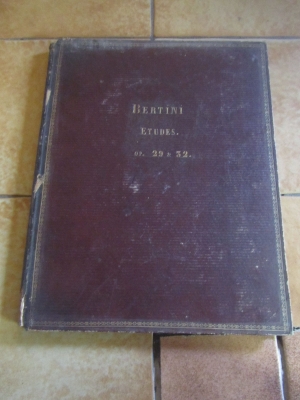 BERTINI
ETUDES.
OP. 29 & 32.